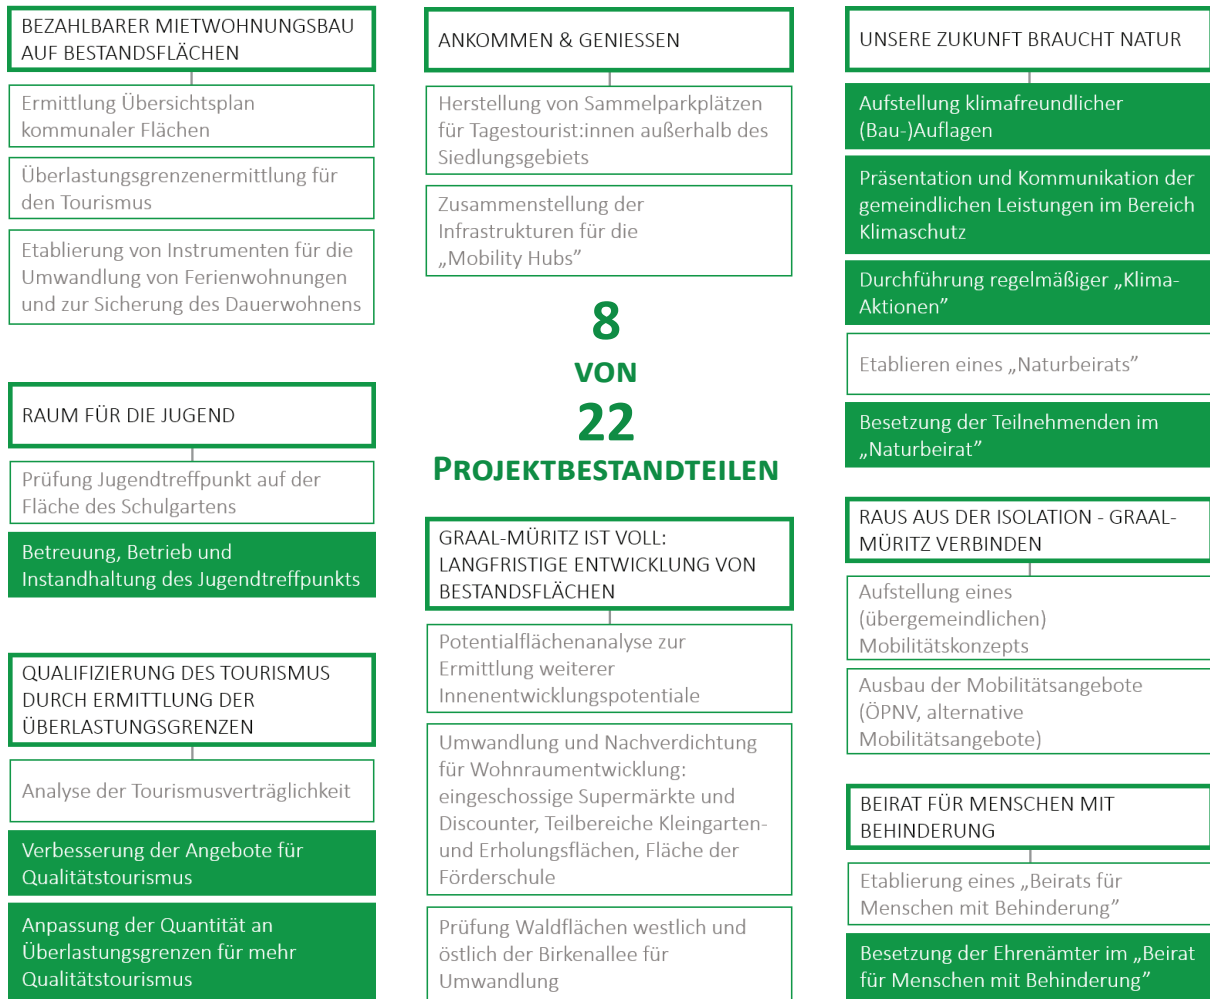 BEZAHLBARER MIETWOHNUNGSBAU
AUF BESTANDSFLÄCHEN
Ermittlung Übersichtsplan
kommunaler Flächen
Überlastungsgrenzenermittlung für
den Tourismus
Etablierung von Instrumenten für die
Umwandlung von Ferienwohnungen
und zur Sicherung des Dauerwohnens
RAUM FÜR DIE JUGEND
Prüfung Jugendtreffpunkt auf der
Fläche des Schulgartens
Betreuung, Betrieb und
Instandhaltung des Jugendtreffpunkts
QUALIFIZIERUNG DES TOURISMUS
DURCH ERMITTLUNG DER
ÜBERLASTUNGSGRENZEN
Analyse der Tourismusverträglichkeit
Verbesserung der Angebote für
Qualitätstourismus
Anpassung der Quantität an
Überlastungsgrenzen für mehr
Qualitätstourismus
ANKOMMEN & GENIESSEN
Herstellung von Sammelparkplätzen
für Tagestourist:innen außerhalb des
Siedlungsgebiets
Zusammenstellung der
Infrastrukturen für die
„Mobility Hubs”
8
VON
22
PROJEKTBESTANDTEILEN
GRAAL-MÜRITZ IST VOLL:
LANGFRISTIGE ENTWICKLUNG VON
BESTANDSFLÄCHEN
Potentialflächenanalyse zur
Ermittlung weiterer
Innenentwicklungspotentiale
Umwandlung und Nachverdichtung
für Wohnraumentwicklung:
eingeschossige Supermärkte und
Discounter, Teilbereiche Kleingarten-
und Erholungsflächen, Fläche der
Förderschule
Prüfung Waldflächen westlich und
östlich der Birkenallee für
Umwandlung
UNSERE ZUKUNFT BRAUCHT NATUR
Aufstellung klimafreundlicher
(Bau-)Auflagen
Präsentation und Kommunikation der
gemeindlichen Leistungen im Bereich
Klimaschutz
Durchführung regelmäßiger „Klima-
Aktionen”
Etablieren eines „Naturbeirats”
Besetzung der Teilnehmenden im
„Naturbeirat”
RAUS AUS DER ISOLATION - GRAAL-
MÜRITZ VERBINDEN
Aufstellung eines
(übergemeindlichen)
Mobilitätskonzepts
Ausbau der Mobilitätsangebote
(ÖPNV, alternative
Mobilitätsangebote)
BEIRAT FÜR MENSCHEN MIT
BEHINDERUNG
Etablierung eines „Beirats für
Menschen mit Behinderung”
Besetzung der Ehrenämter im „Beirat
für Menschen mit Behinderung”